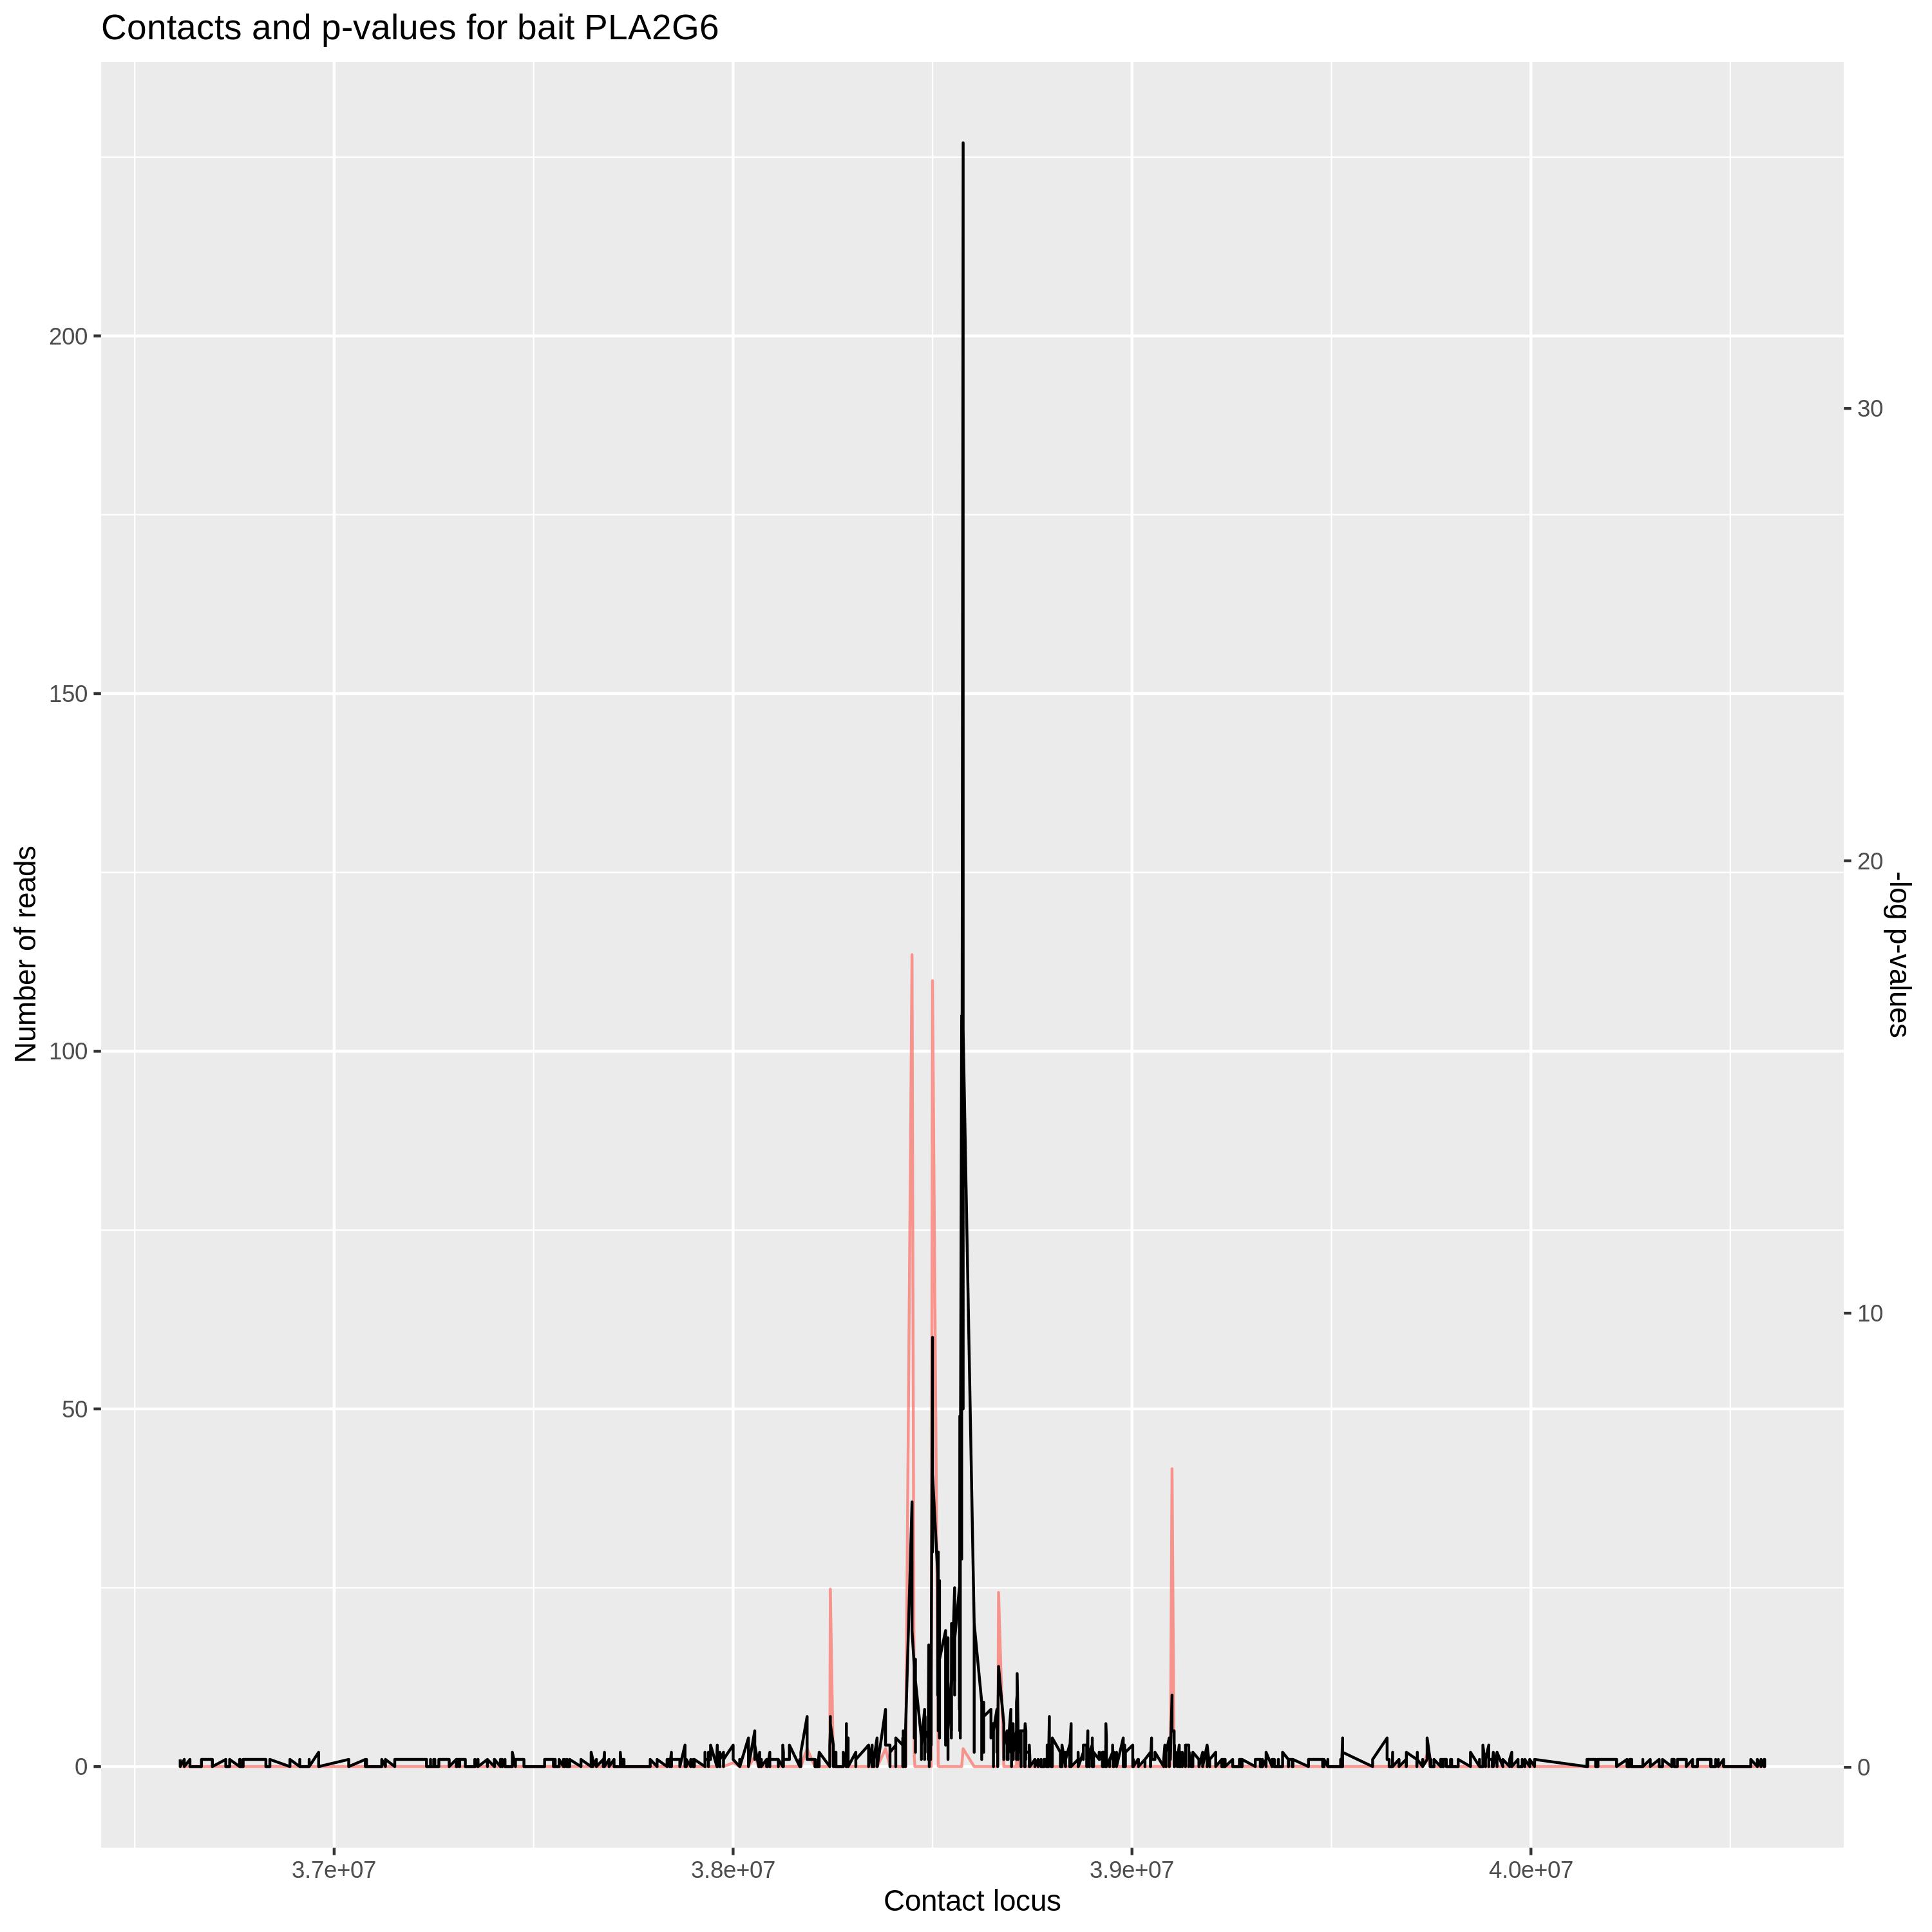 Contacts and p-values for bait PLA2G6
200
150
100
50
0
30
20
10
0
Number of reads
-log p-values
3.7e+07 3.8e+07 3.9e+07 4.0e+07
Contact locus